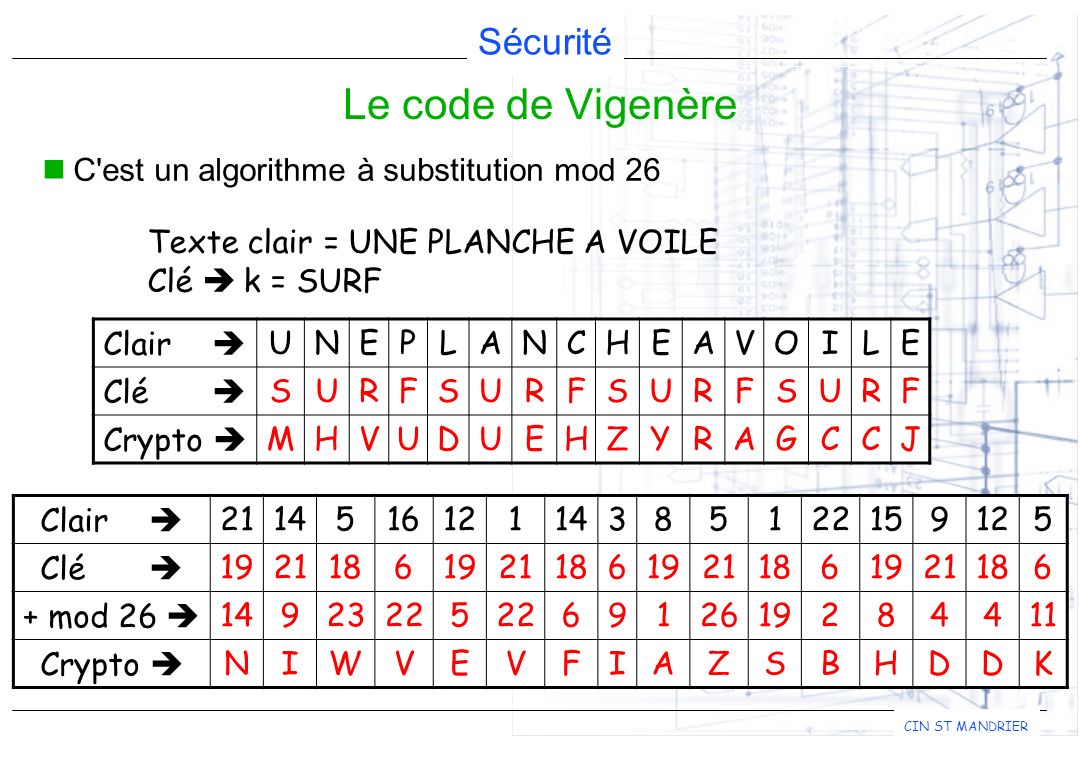 Sécurité
Le code de Vigenère
C'est un algorithme à substitution mod 26
Texte clair = UNE PLANCHE A VOILE
Clé ➔ k = SURF
Clair ➔ U N E P L A N C H E A V O I L E
Clé ➔ S U R F S U R F S U R F S U R F
Crypto ➔ M H V U D U E H Z Y R A G C C J
Clair ➔ 21 14 5 16 12 1 14 3 8 5 1 22 15 9 12 5
Clé ➔ 19 21 18 6 19 21 18 6 19 21 18 6 19 21 18 6
+ mod 26 ➔ 14 9 23 22 5 22 6 9 1 26 19 2 8 4 4 11
Crypto ➔ N I W V E V F I A Z S B H D D K
CIN ST MANDRIER